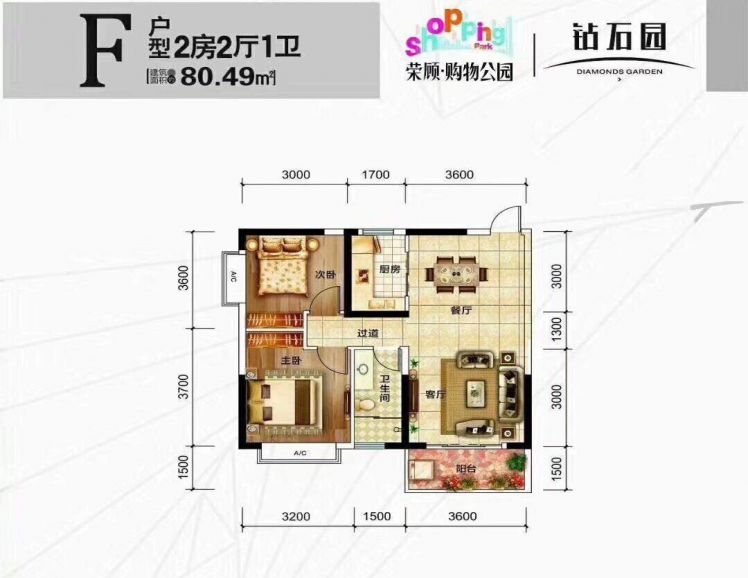 F 户型 2房2厅1卫
建筑面积约 80.49m²
Shopping
Park
荣顾·购物公园
钻石园
DIAMONDS GARDEN
3000 1700 3600
3600
3700
1500
3000
1300
3000
1500
A/C
次卧
厨房
餐厅
过道
主卧
卫生间
客厅
A/C
阳台
3200 1500 3600